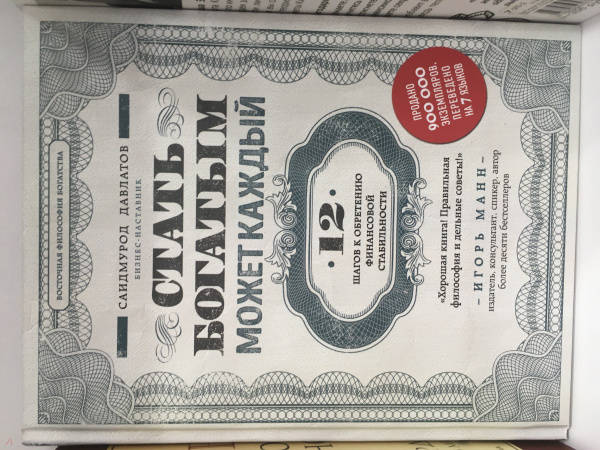 ВОСТОЧНАЯ ФИЛОСОФИЯ БОГАТСТВА
САИДМУРОД ДАВЛАТОВ
БИЗНЕС-НАСТАВНИК
СТАТЬ
БОГАТЫМ
МОЖЕТ КАЖДЫЙ
12
ШАГОВ К ОБРЕТЕНИЮ
ФИНАНСОВОЙ
СТАБИЛЬНОСТИ
ПРОДАНО
900 000
ЭКЗЕМПЛЯРОВ.
ПЕРЕВЕДЕНО
НА 7 ЯЗЫКОВ
«Хорошая книга! Правильная
философия и дельные советы!»
– ИГОРЬ МАНН –
издатель, консультант, спикер, автор
более десяти бестселлеров